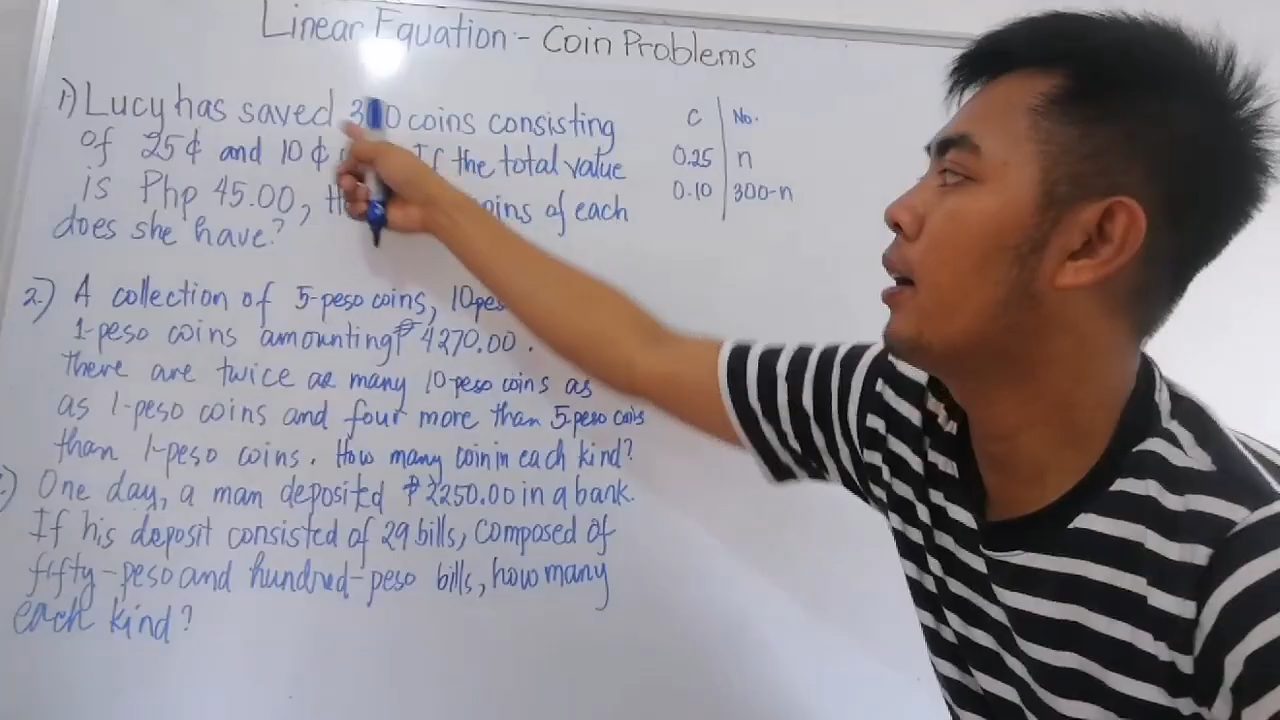 Linear Equation - Coin Problems
1.) Lucy has saved 300 coins consisting
of 25¢ and 10¢ If the total value
is Php 45.00, coins of each
does she have?
C No.
0.25 n
0.10 300-n
2.) A collection of 5-peso coins,
1-peso coins amounting ₱4270.00.
there are twice as many 10-peso coins as
as 1-peso coins and four more than 5-peso coins
than 1-peso coins. How many coin in each kind?
One day, a man deposited ₱2250.00 in a bank.
If his deposit consisted of 29 bills, composed of
fifty-peso and hundred-peso bills, how many
each kind?